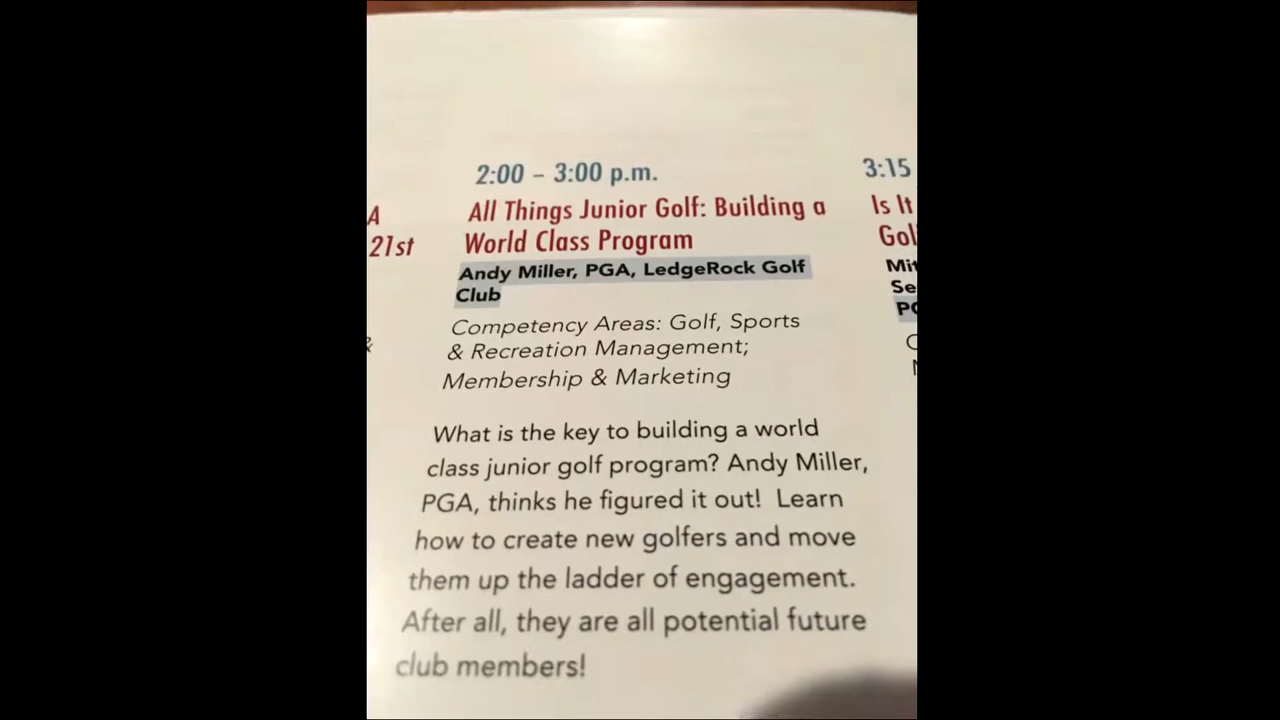 A
21st
&
2:00 – 3:00 p.m.
All Things Junior Golf: Building a
World Class Program
Andy Miller, PGA, LedgeRock Golf
Club
Competency Areas: Golf, Sports
& Recreation Management;
Membership & Marketing
What is the key to building a world
class junior golf program? Andy Miller,
PGA, thinks he figured it out!  Learn
how to create new golfers and move
them up the ladder of engagement.
After all, they are all potential future
club members!
3:15
Is It